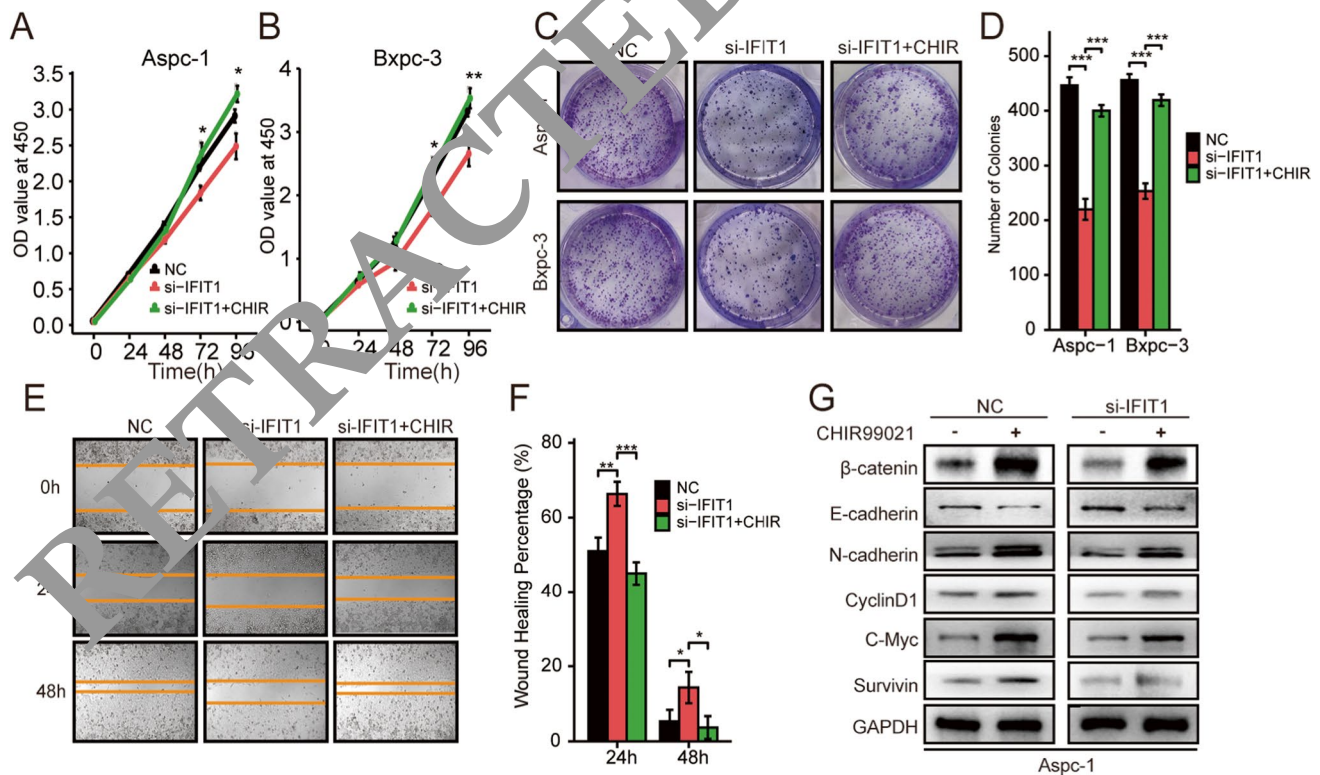 RETRACTED
A
Aspc-1
OD value at 450
3.5
3.0
2.5
2.0
1.5
1.0
0.5
0.0
*
*
NC
si-IFIT1
si-IFIT1+CHIR
0
24
48
72
96
Time(h)
B
Bxpc-3
OD value at 450
4
3
2
1
0
*
**
NC
si-IFIT1
si-IFIT1+CHIR
48
72
96
Time(h)
C
NC
si-IFIT1
si-IFIT1+CHIR
Bxpc-3
D
Number of Colonies
500
400
300
200
100
0
***
***
***
***
Aspc-1
Bxpc-3
NC
si-IFIT1
si-IFIT1+CHIR
E
NC
si-IFIT1
si-IFIT1+CHIR
0h
48h
F
Wound Healing Percentage (%)
80
60
40
20
0
**
***
*
*
24h
48h
NC
si-IFIT1
si-IFIT1+CHIR
G
NC
si-IFIT1
CHIR99021
-
+
-
+
β-catenin
E-cadherin
N-cadherin
CyclinD1
C-Myc
Survivin
GAPDH
Aspc-1